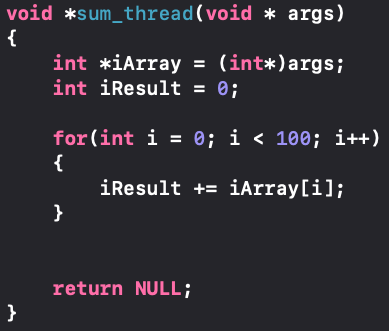 void *sum_thread(void * args)
{
    int *iArray = (int*)args;
    int iResult = 0;

    for(int i = 0; i < 100; i++)
    {
        iResult += iArray[i];
    }


    return NULL;
}